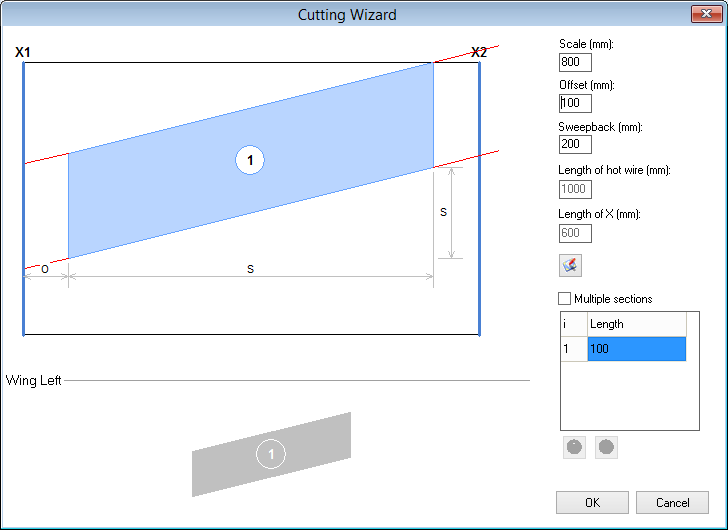 Cutting Wizard
X1
X2
1
S
O
S
Scale (mm):
800
Offset (mm):
100
Sweepback (mm):
200
Length of hot wire (mm):
1000
Length of X (mm):
600
Multiple sections
i Length
1 100
Wing Left
1
OK Cancel